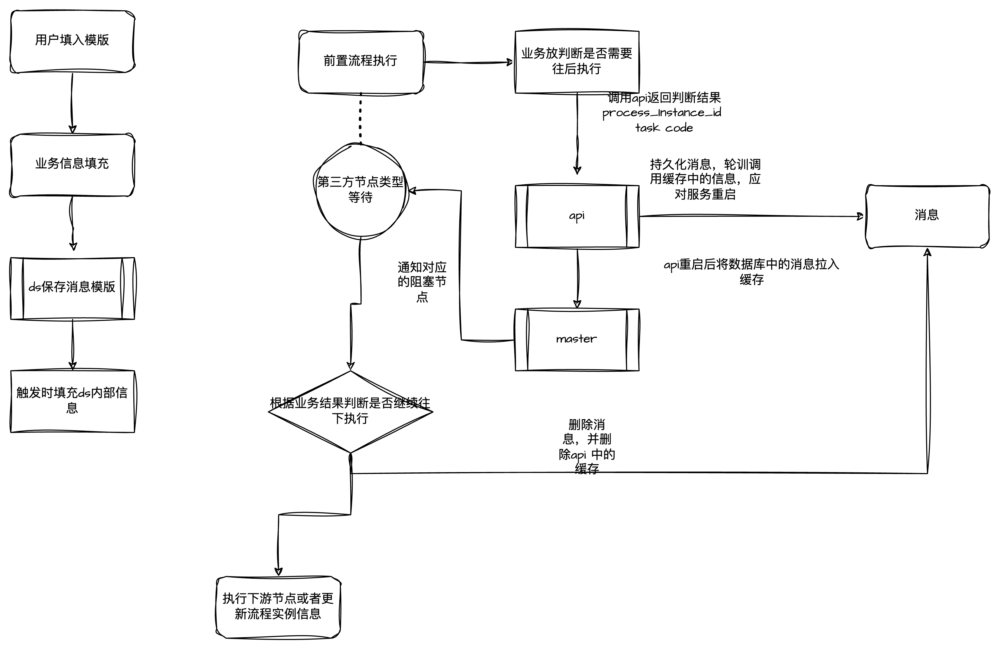 用户填入模版
业务信息填充
ds保存消息模版
触发时填充ds内部信
息
前置流程执行
业务放判断是否需要
往后执行
调用api返回判断结果
process_Instance_id
task code
第三方节点类型
等待
持久化消息，轮训调
用缓存中的信息，应
对服务重启
api
消息
通知对应
的阻塞节
点
api重启后将数据库中的消息拉入
缓存
master
根据业务结果判断是否继续往
下执行
删除消
息，并删
除api 中的
缓存
执行下游节点或者更
新流程实例信息